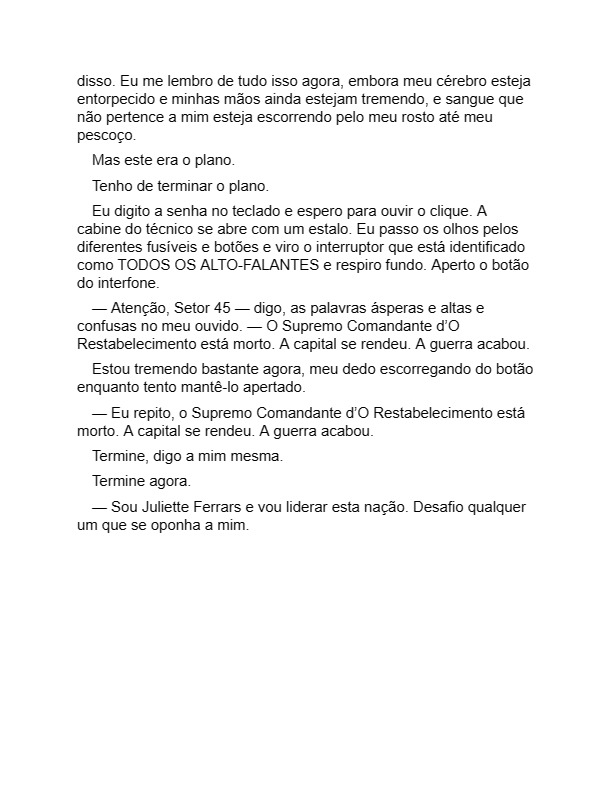 disso. Eu me lembro de tudo isso agora, embora meu cérebro esteja
entorpecido e minhas mãos ainda estejam tremendo, e sangue que
não pertence a mim esteja escorrendo pelo meu rosto até meu
pescoço.
Mas este era o plano.
Tenho de terminar o plano.
Eu digito a senha no teclado e espero para ouvir o clique. A
cabine do técnico se abre com um estalo. Eu passo os olhos pelos
diferentes fusíveis e botões e viro o interruptor que está identificado
como TODOS OS ALTO-FALANTES e respiro fundo. Aperto o botão
do interfone.
— Atenção, Setor 45 — digo, as palavras ásperas e altas e
confusas no meu ouvido. — O Supremo Comandante d’O
Restabelecimento está morto. A capital se rendeu. A guerra acabou.
Estou tremendo bastante agora, meu dedo escorregando do botão
enquanto tento mantê-lo apertado.
— Eu repito, o Supremo Comandante d’O Restabelecimento está
morto. A capital se rendeu. A guerra acabou.
Termine, digo a mim mesma.
Termine agora.
— Sou Juliette Ferrars e vou liderar esta nação. Desafio qualquer
um que se oponha a mim.